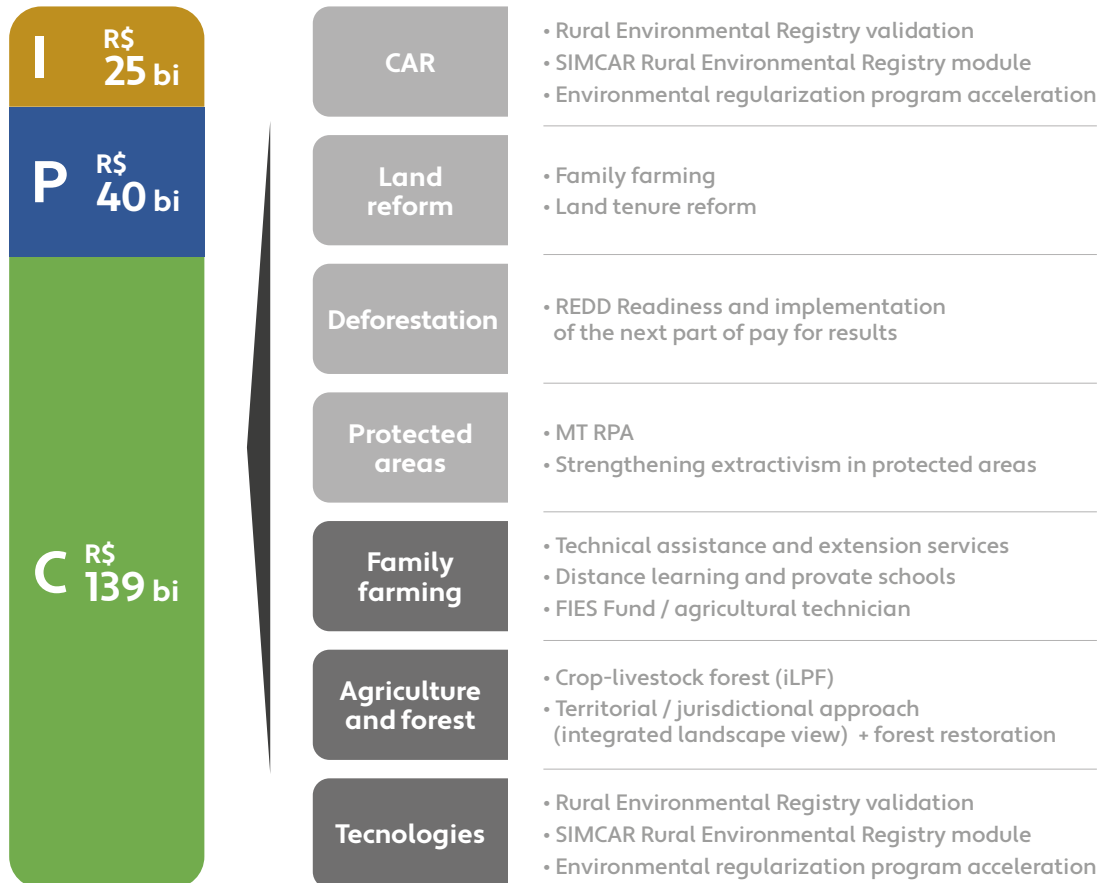 I R$
25 bi
P R$
40 bi
C R$
139 bi
CAR
• Rural Environmental Registry validation
• SIMCAR Rural Environmental Registry module
• Environmental regularization program acceleration
Land
reform
• Family farming
• Land tenure reform
Deforestation
• REDD Readiness and implementation
of the next part of pay for results
Protected
areas
• MT RPA
• Strengthening extractivism in protected areas
Family
farming
• Technical assistance and extension services
• Distance learning and provate schools
• FIES Fund / agricultural technician
Agriculture
and forest
• Crop-livestock forest (iLPF)
• Territorial / jurisdictional approach
(integrated landscape view) + forest restoration
Tecnologies
• Rural Environmental Registry validation
• SIMCAR Rural Environmental Registry module
• Environmental regularization program acceleration